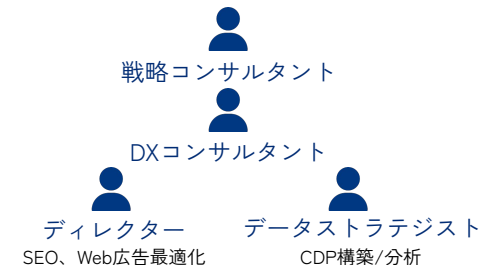 戦略コンサルタント
DXコンサルタント
ディレクター
SEO、Web広告最適化
データストラテジスト
CDP構築/分析